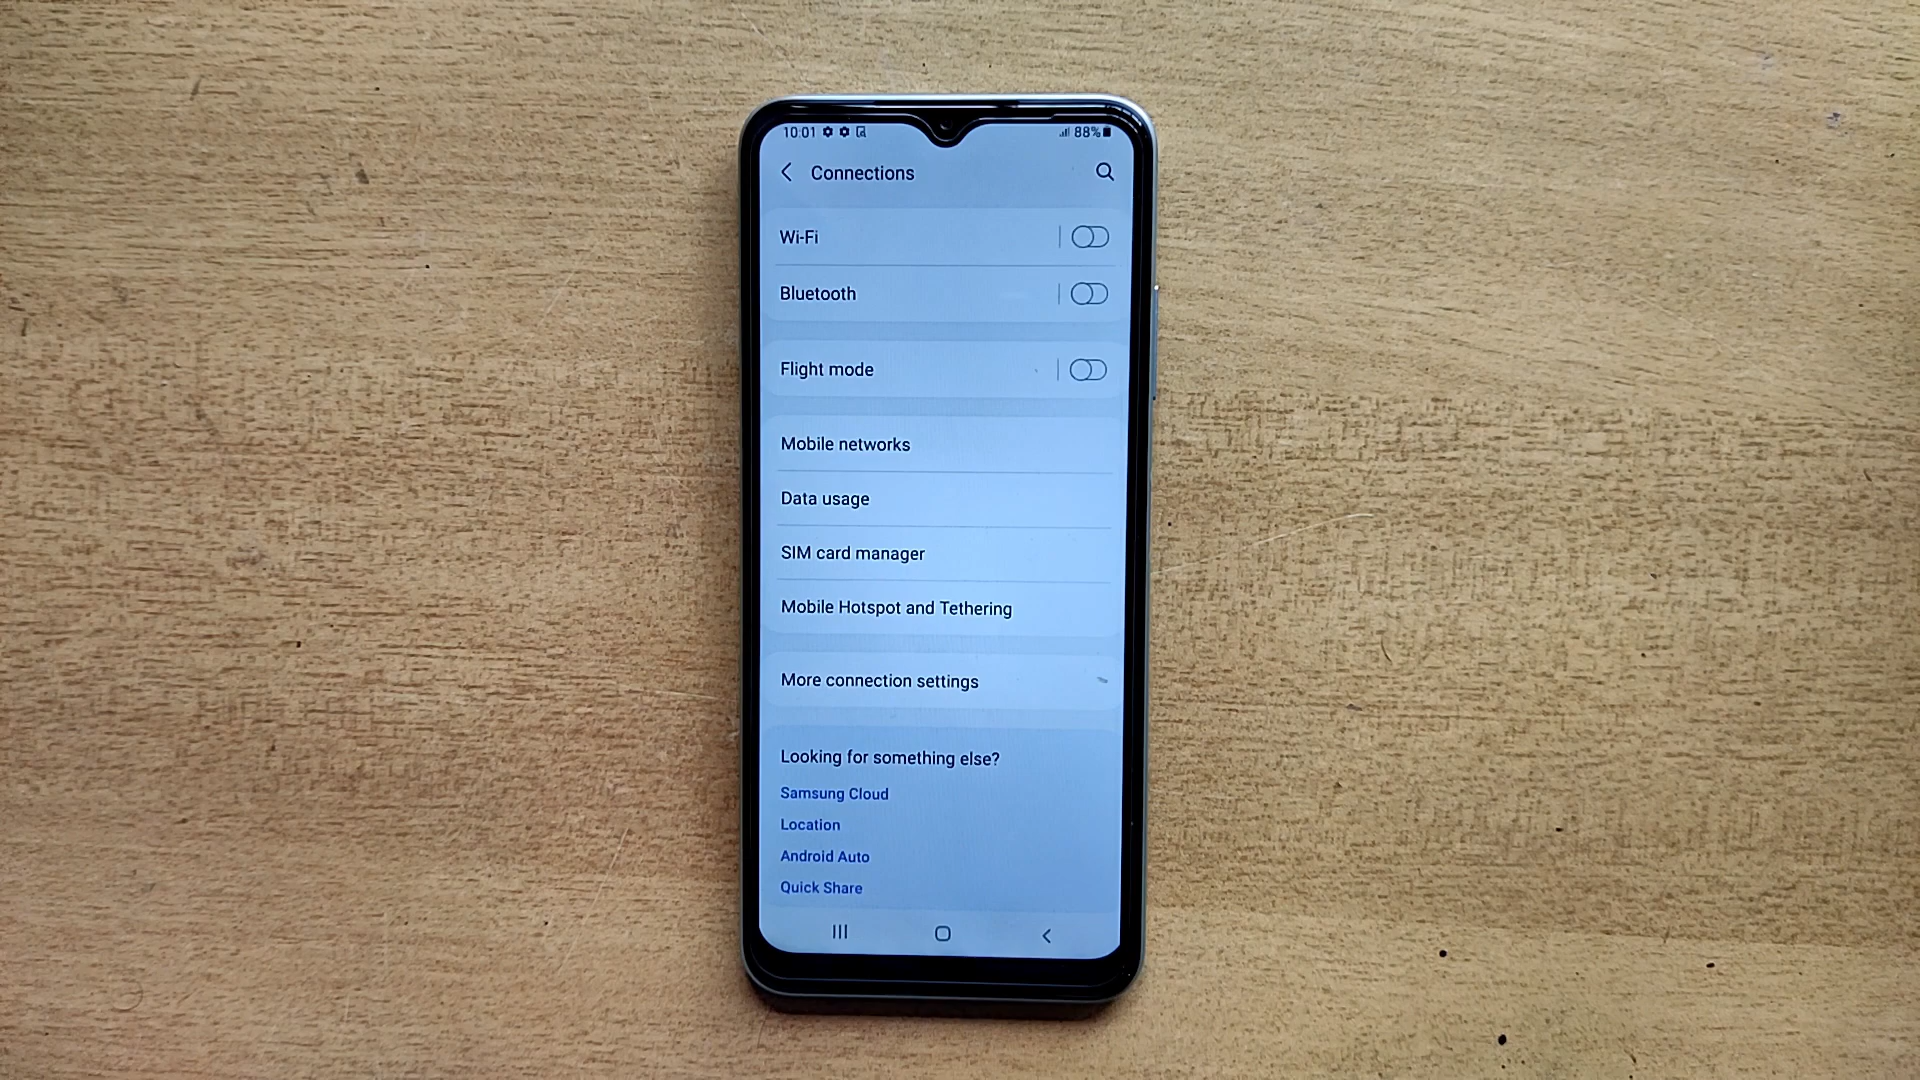 10:01 88%
Connections
Wi-Fi
Bluetooth
Flight mode
Mobile networks
Data usage
SIM card manager
Mobile Hotspot and Tethering
More connection settings
Looking for something else?
Samsung Cloud
Location
Android Auto
Quick Share